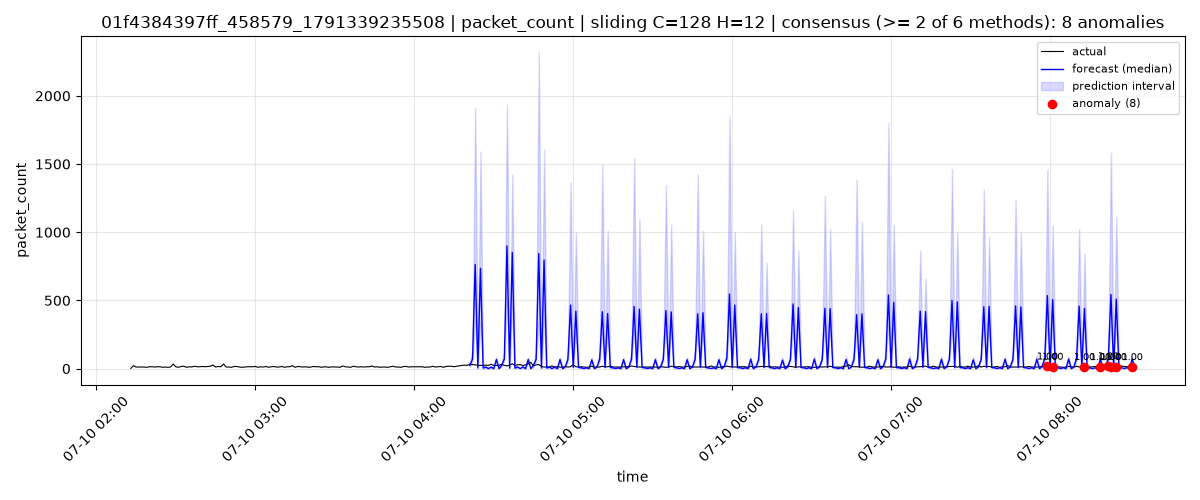 01f4384397ff_458579_1791339235508 | packet_count | sliding C=128 H=12 | consensus (>= 2 of 6 methods): 8 anomalies
actual
forecast (median)
prediction interval
anomaly (8)
packet_count
2000
1500
1000
500
0
07-10 02:00
07-10 03:00
07-10 04:00
07-10 05:00
07-10 06:00
07-10 07:00
07-10 08:00
time